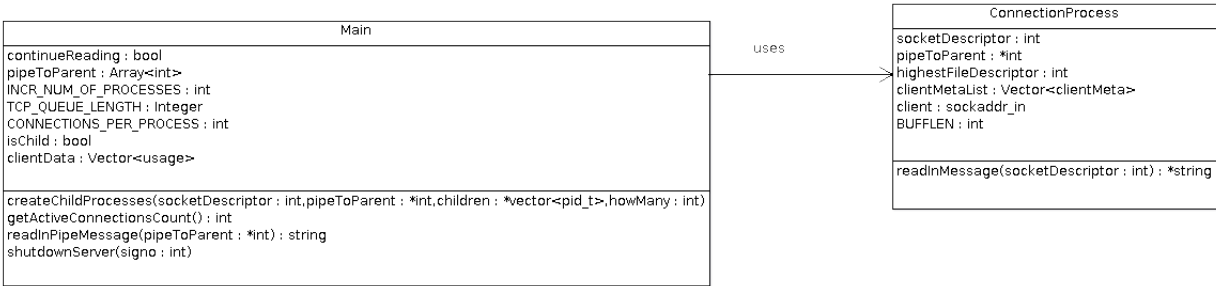 Main
continueReading : bool
pipeToParent : Array<int>
INCR_NUM_OF_PROCESSES : int
TCP_QUEUE_LENGTH : Integer
CONNECTIONS_PER_PROCESS : int
isChild : bool
clientData : Vector<usage>
createChildProcesses(socketDescriptor : int,pipeToParent : *int,children : *vector<pid_t>,howMany : int)
getActiveConnectionsCount() : int
readInPipeMessage(pipeToParent : *int) : string
shutdownServer(signo : int)
uses
ConnectionProcess
socketDescriptor : int
pipeToParent : *int
highestFileDescriptor : int
clientMetaList : Vector<clientMeta>
client : sockaddr_in
BUFFLEN : int
readInMessage(socketDescriptor : int) : *string